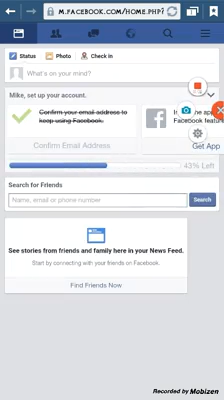 M.FACEBOOK.COM/HOME.PHP?
Status Photo Check in
What's on your mind?
Mike, set up your account.
Confirm your email address to
keep using Facebook.
Facebook feature
Confirm Email Address
Get App
43% Left
Search for Friends
Name, email or phone number
Search
See stories from friends and family here in your News Feed.
Start by connecting with your friends on Facebook.
Find Friends Now
Recorded by Mobizen